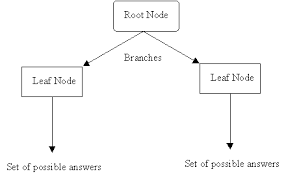 Root Node
Branches
Leaf Node
Leaf Node
Set of possible answers
Set of possible answers